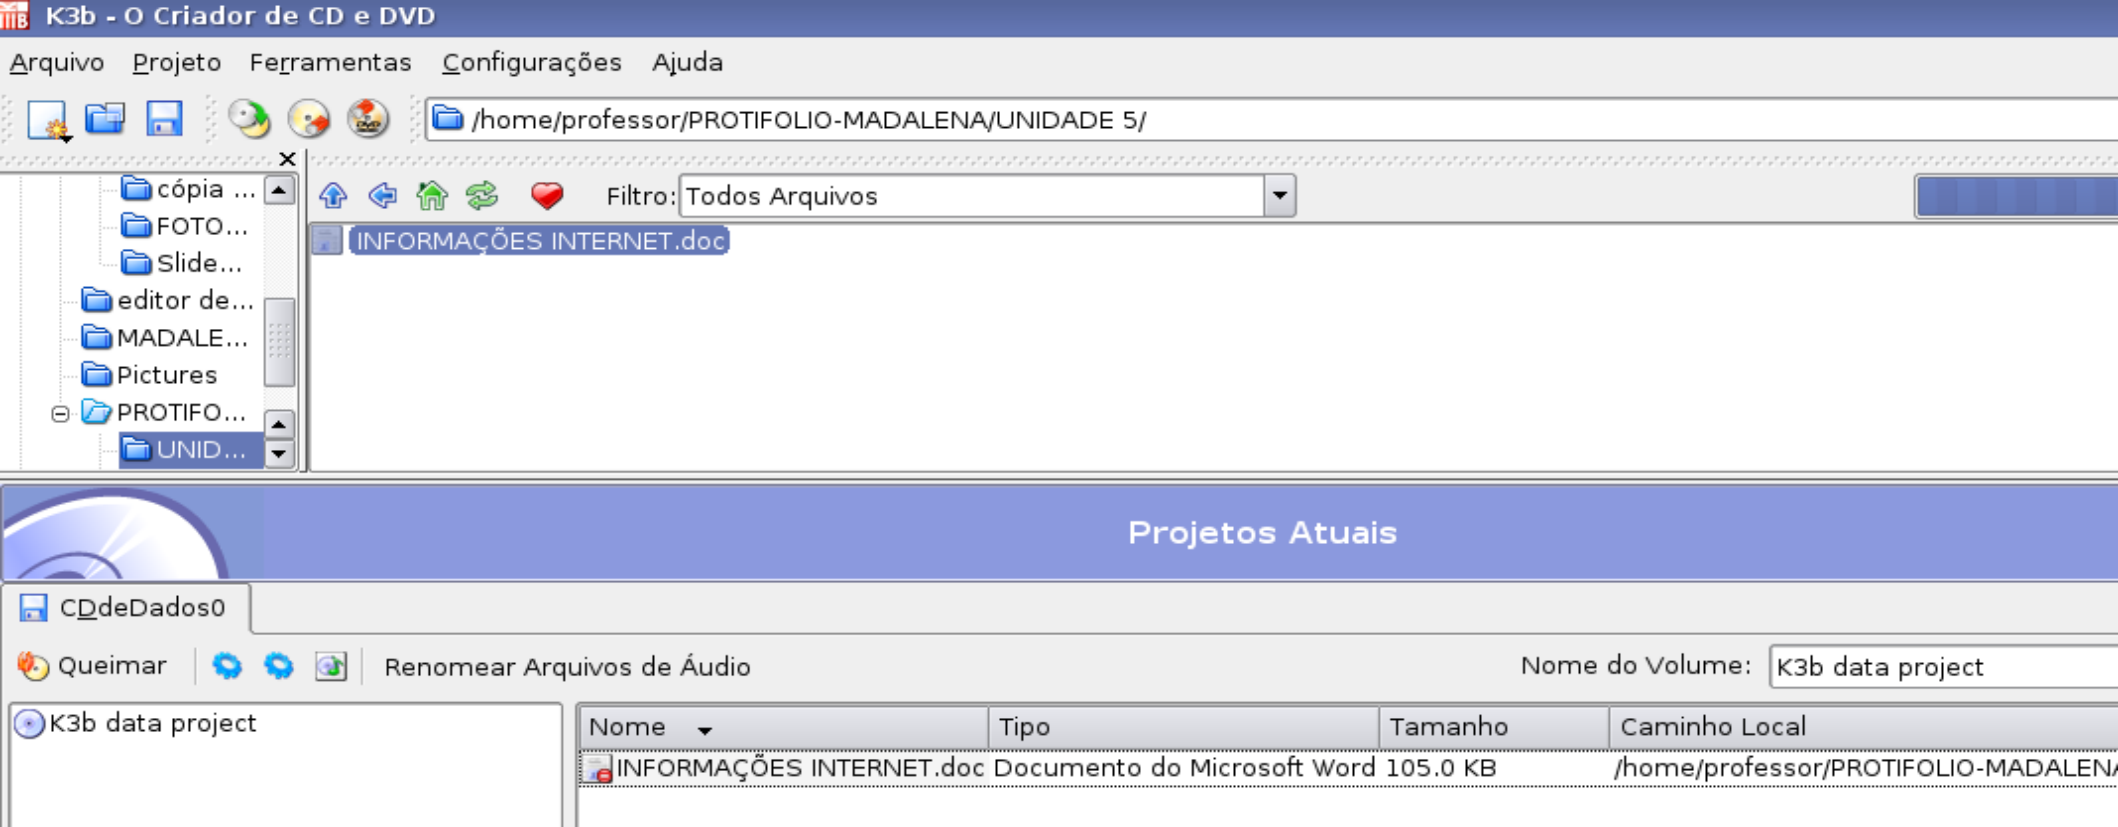 K3b - O Criador de CD e DVD
Arquivo Projeto Ferramentas Configurações Ajuda
/home/professor/PROTIFOLIO-MADALENA/UNIDADE 5/
cópia ...
FOTO...
Slide...
editor de...
MADALE...
Pictures
PROTIFO...
UNID...
Filtro: Todos Arquivos
INFORMAÇÕES INTERNET.doc
Projetos Atuais
CDdeDados0
Queimar Renomear Arquivos de Áudio Nome do Volume: K3b data project
K3b data project
Nome Tipo Tamanho Caminho Local
INFORMAÇÕES INTERNET.doc Documento do Microsoft Word 105.0 KB /home/professor/PROTIFOLIO-MADALENA